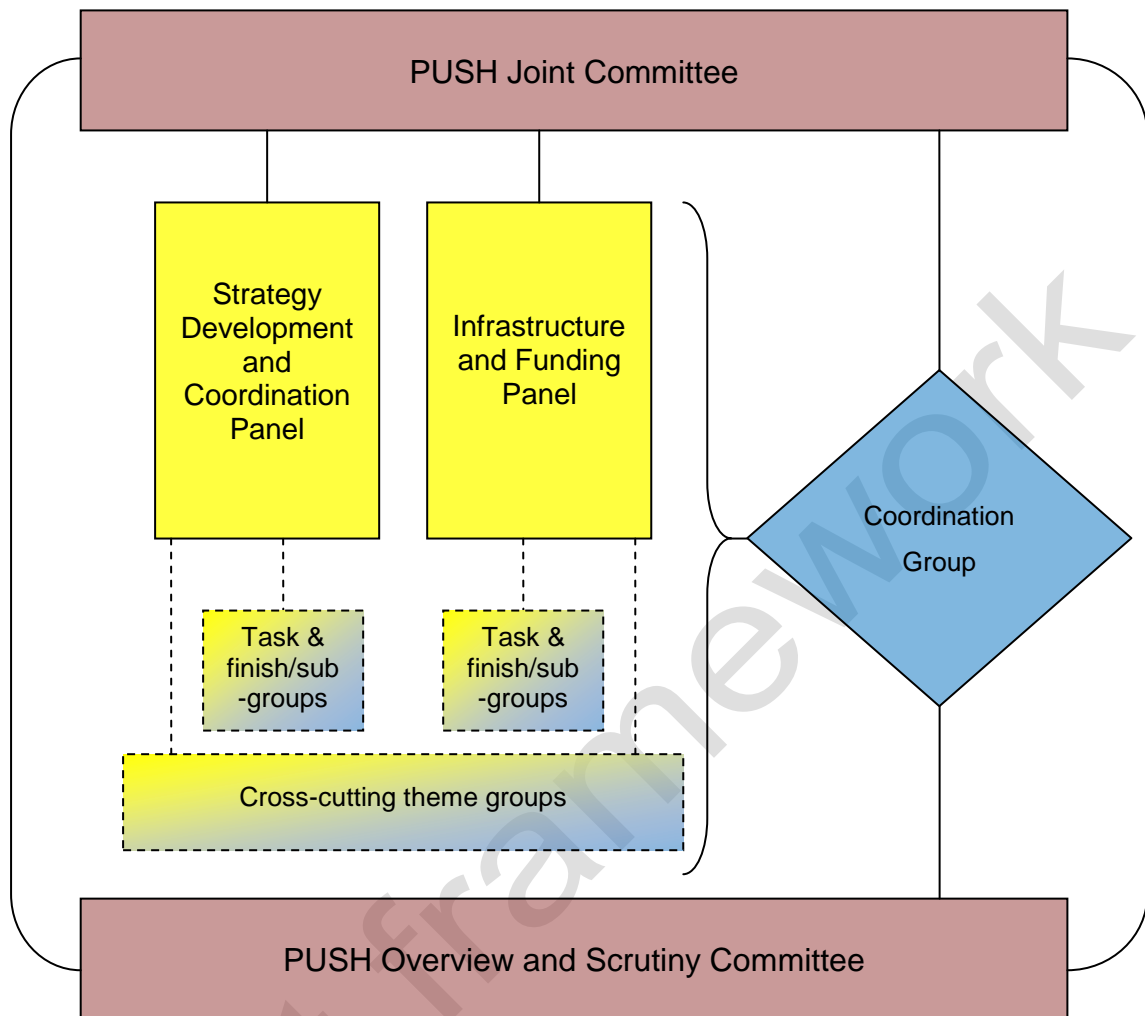 PUSH Joint Committee
Strategy
Development
and
Coordination
Panel
Infrastructure
and Funding
Panel
Coordination
Group
Task &
finish/sub
-groups
Task &
finish/sub
-groups
Cross-cutting theme groups
PUSH Overview and Scrutiny Committee
framework